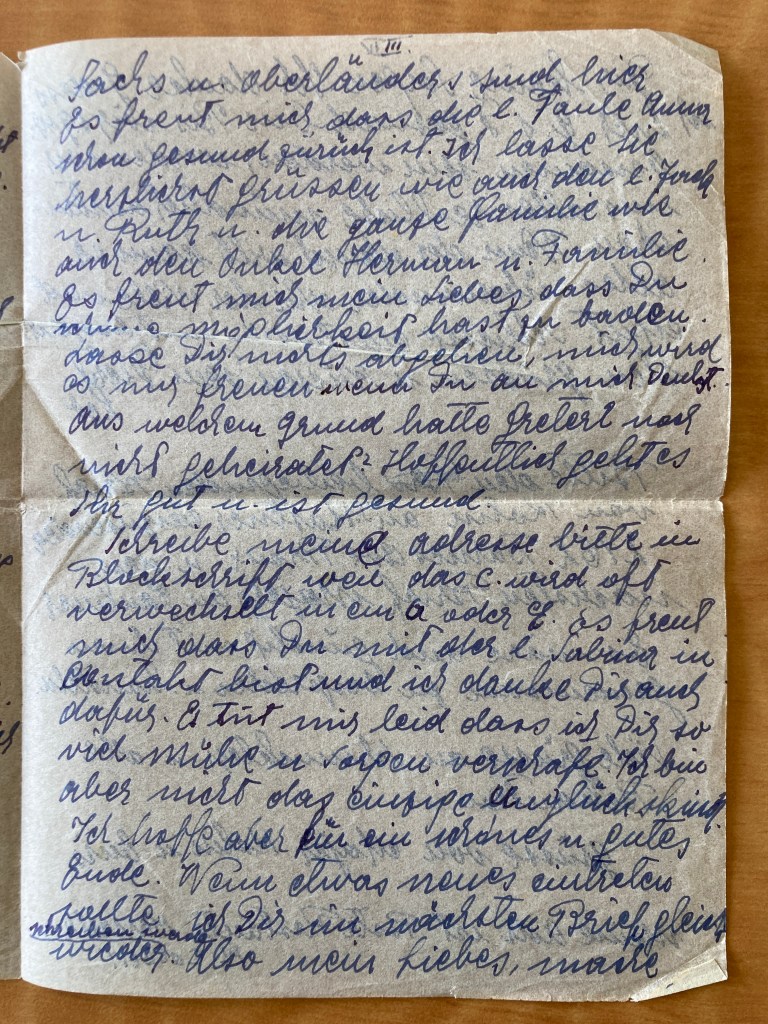 III.
Sachs u. Oberländers sind hier
Es freut mich dass die l. Tante Anna
schon gesund zurück ist. Ich lasse Sie
herzlichst grüssen wie auch den l. Jack
u. Ruth u. die ganze Familie wie
auch den Onkel Herman u. Familie.
Es freut mich mein Liebes, dass Du
möplichkeit hast zu baden.
Lasse Dir nichts abgehen, mich wird
es nur freuen wenn Du an mich Denkst.
Aus welchem grund hatte Greterl noch
nicht geheiratet? Hoffentlich geht es
Ihr gut u. ist gesund.
Schreibe meine adresse bitte in
Blockschrift, weil das C. wird oft
verwechselt in ein a oder E. Es freut
mich dass Du mit der l. Sabina in
Contakt bist und ich danke Dir auch
dafür. Es tut mir leid dass ich Dir so
viel Mühe u Sorgen verschafe. Ich bin
aber nicht das einzige Unglückskind.
Ich hoffe aber für ein schönes u. gutes
Ende. Wenn etwas neues eintreten
sollte ich Dir im nächsten Brief gleich
schreiben
wieder. Also mein Liebes, mache